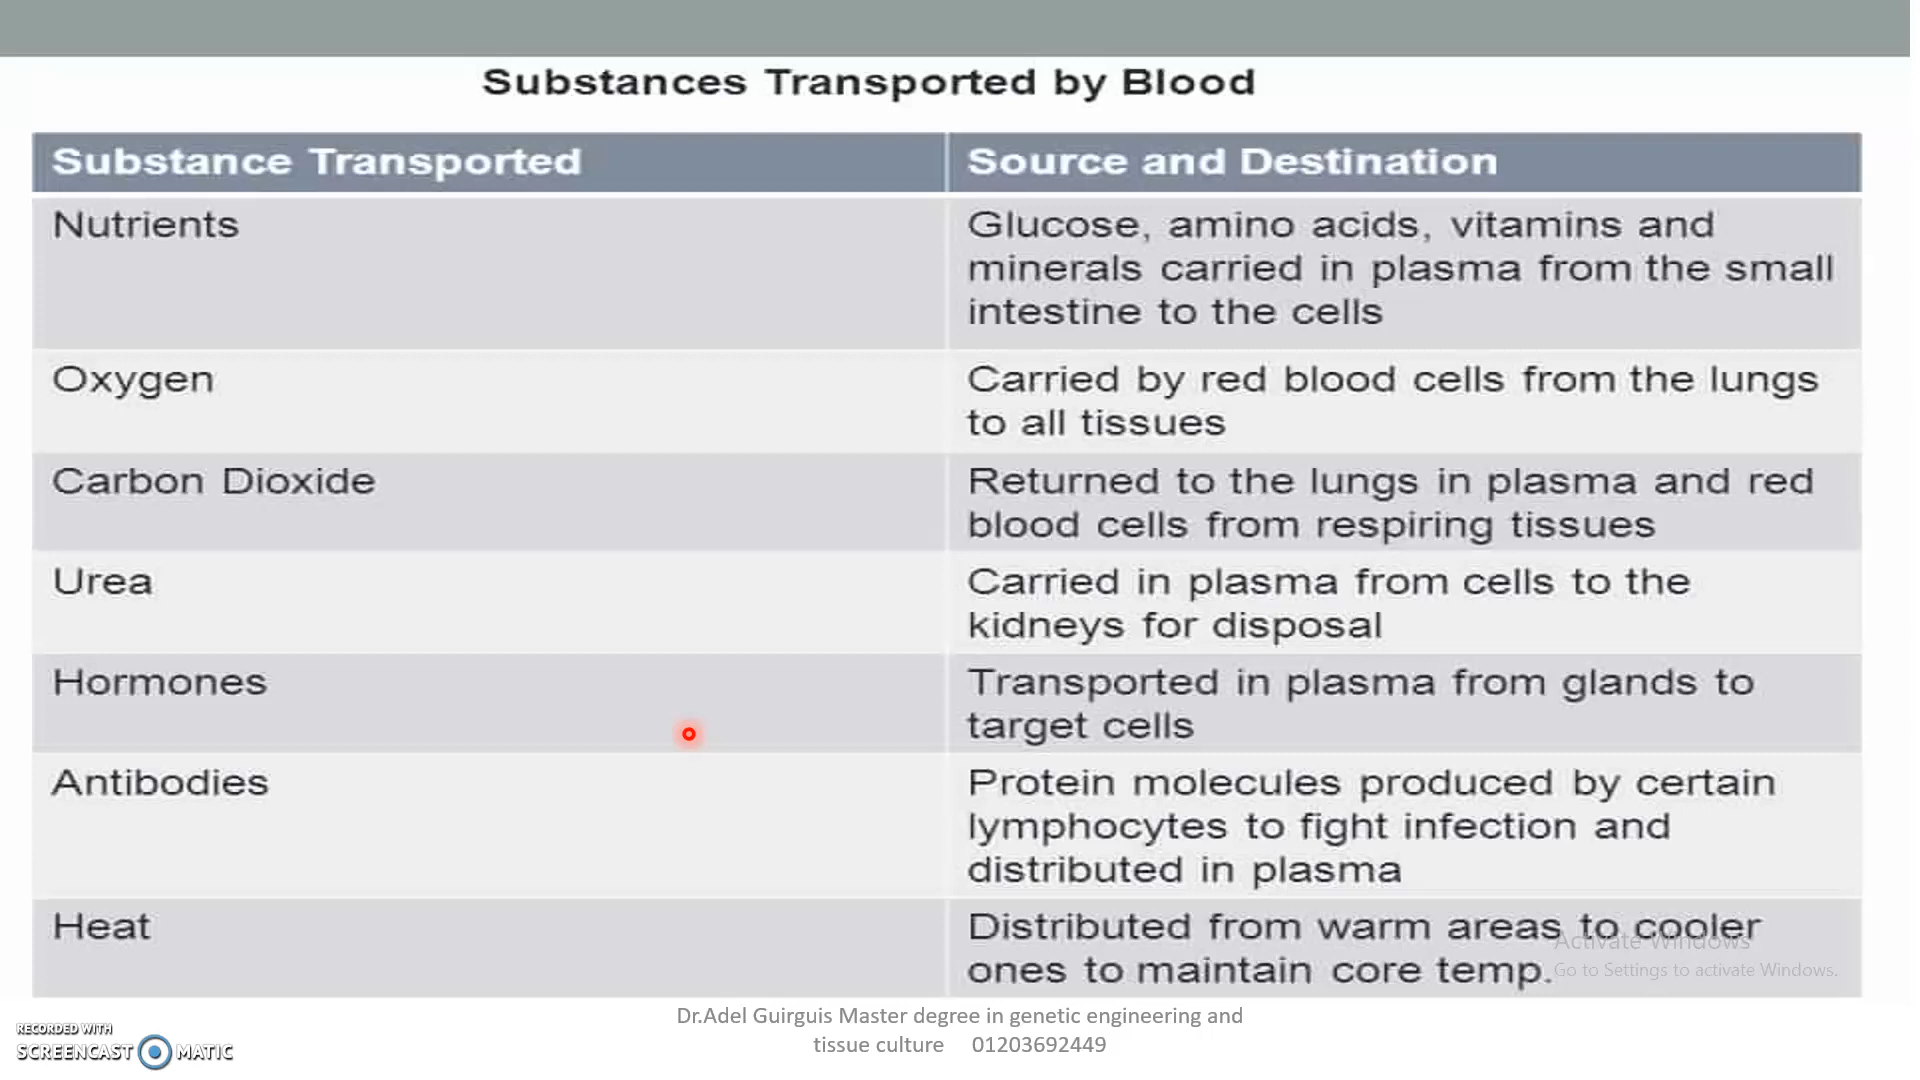 Substances Transported by Blood
Substance Transported
Source and Destination
Nutrients
Glucose, amino acids, vitamins and
minerals carried in plasma from the small
intestine to the cells
Oxygen
Carried by red blood cells from the lungs
to all tissues
Carbon Dioxide
Returned to the lungs in plasma and red
blood cells from respiring tissues
Urea
Carried in plasma from cells to the
kidneys for disposal
Hormones
Transported in plasma from glands to
target cells
Antibodies
Protein molecules produced by certain
lymphocytes to fight infection and
distributed in plasma
Heat
Distributed from warm areas to cooler
ones to maintain core temp.
Activate Windows
Go to Settings to activate Windows.
Dr.Adel Guirguis Master degree in genetic engineering and
tissue culture 01203692449
RECORDED WITH
SCREENCAST MATIC